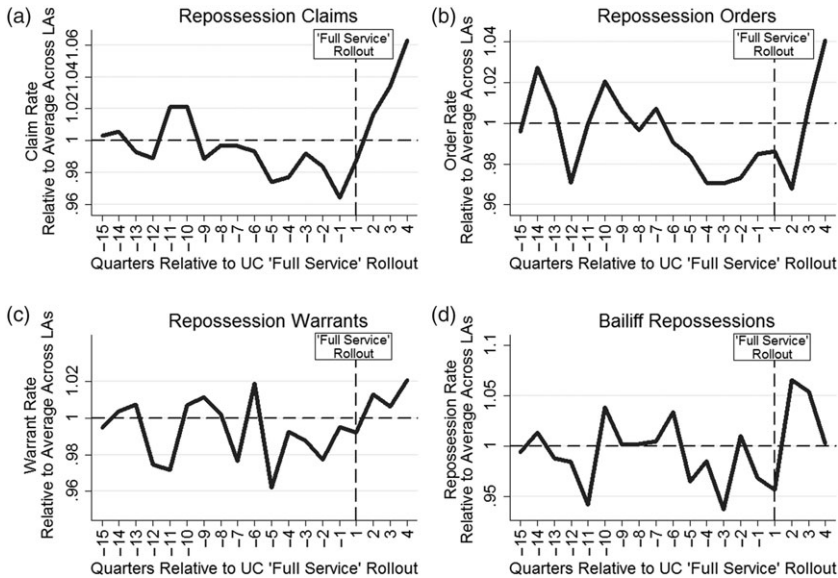 (a)
Repossession Claims
Claim Rate
Relative to Average Across LAs
.96 .98 1 1.02 1.04 1.06
'Full Service'
Rollout
−15 −14 −13 −12 −11 −10 −9 −8 −7 −6 −5 −4 −3 −2 −1 1 2 3 4
Quarters Relative to UC 'Full Service' Rollout
(b)
Repossession Orders
Order Rate
Relative to Average Across LAs
.96 .98 1 1.02 1.04
'Full Service'
Rollout
−15 −14 −13 −12 −11 −10 −9 −8 −7 −6 −5 −4 −3 −2 −1 1 2 3 4
Quarters Relative to UC 'Full Service' Rollout
(c)
Repossession Warrants
Warrant Rate
Relative to Average Across LAs
.96 .98 1 1.02
'Full Service'
Rollout
−15 −14 −13 −12 −11 −10 −9 −8 −7 −6 −5 −4 −3 −2 −1 1 2 3 4
Quarters Relative to UC 'Full Service' Rollout
(d)
Bailiff Repossessions
Repossession Rate
Relative to Average Across LAs
.95 1 1.05 1.1
'Full Service'
Rollout
−15 −14 −13 −12 −11 −10 −9 −8 −7 −6 −5 −4 −3 −2 −1 1 2 3 4
Quarters Relative to UC 'Full Service' Rollout